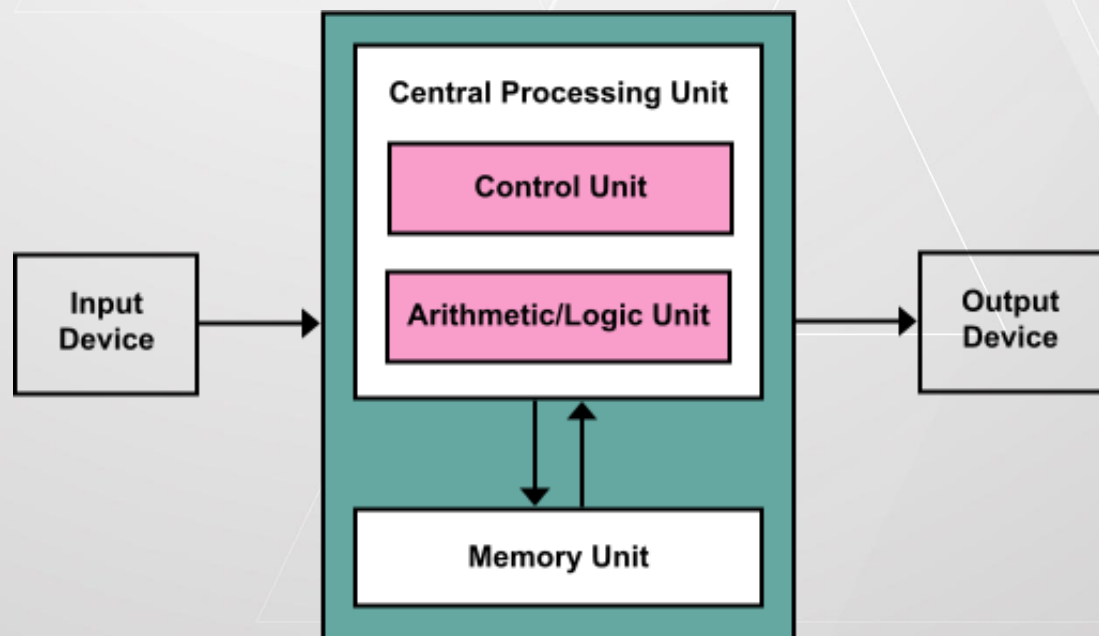 Central Processing Unit
Control Unit
Arithmetic/Logic Unit
Input
Device
Output
Device
Memory Unit